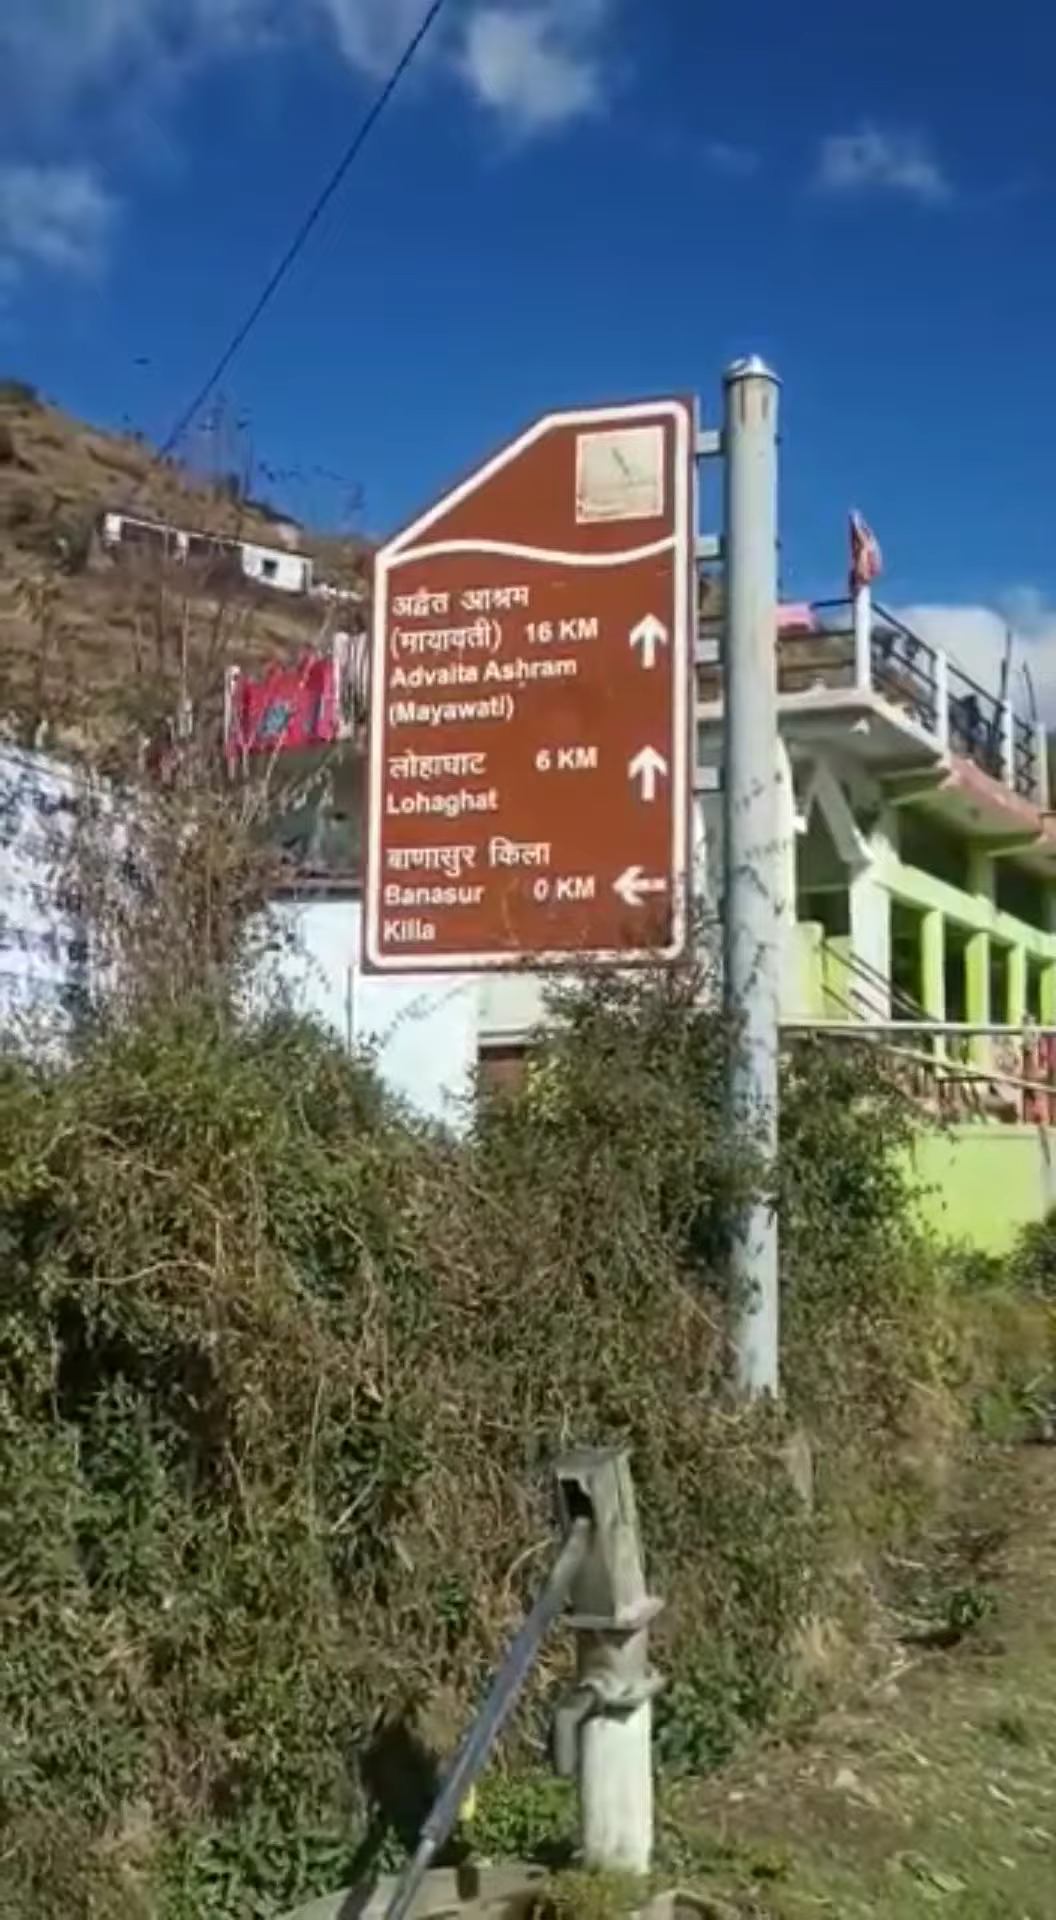 अद्वैत आश्रम
(मायावती) 16 KM
Advaita Ashram
(Mayawati)
लोहाघाट 6 KM
Lohaghat
बाणासुर किला
Banasur 0 KM
Killa